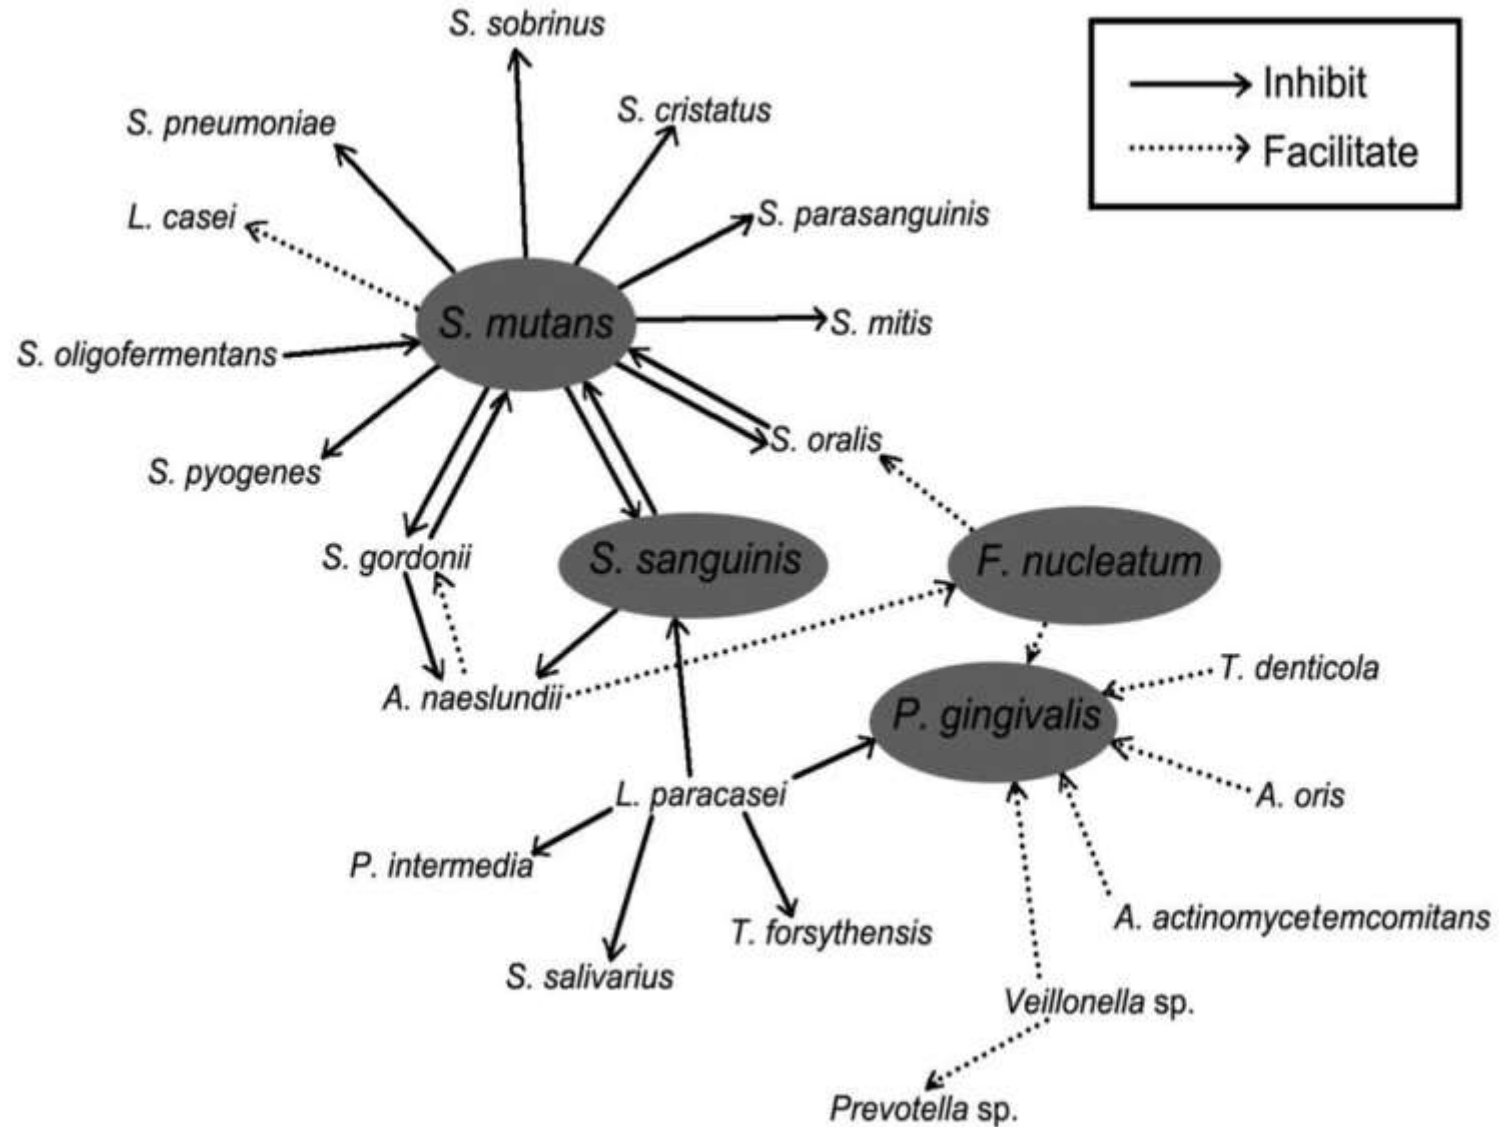 S. sobrinus
Inhibit
S. cristatus
S. pneumoniae
Facilitate
L. casei
S. parasanguinis
S. mutans
S. mitis
S. oligofermentans
S. oralis
S. pyogenes
S. gordonii
S. sanguinis
F. nucleatum
A. naeslundii
T. denticola
P. gingivalis
L. paracasei
A. oris
P. intermedia
T. forsythensis
A. actinomycetemcomitans
S. salivarius
Veillonella sp.
Prevotella sp.